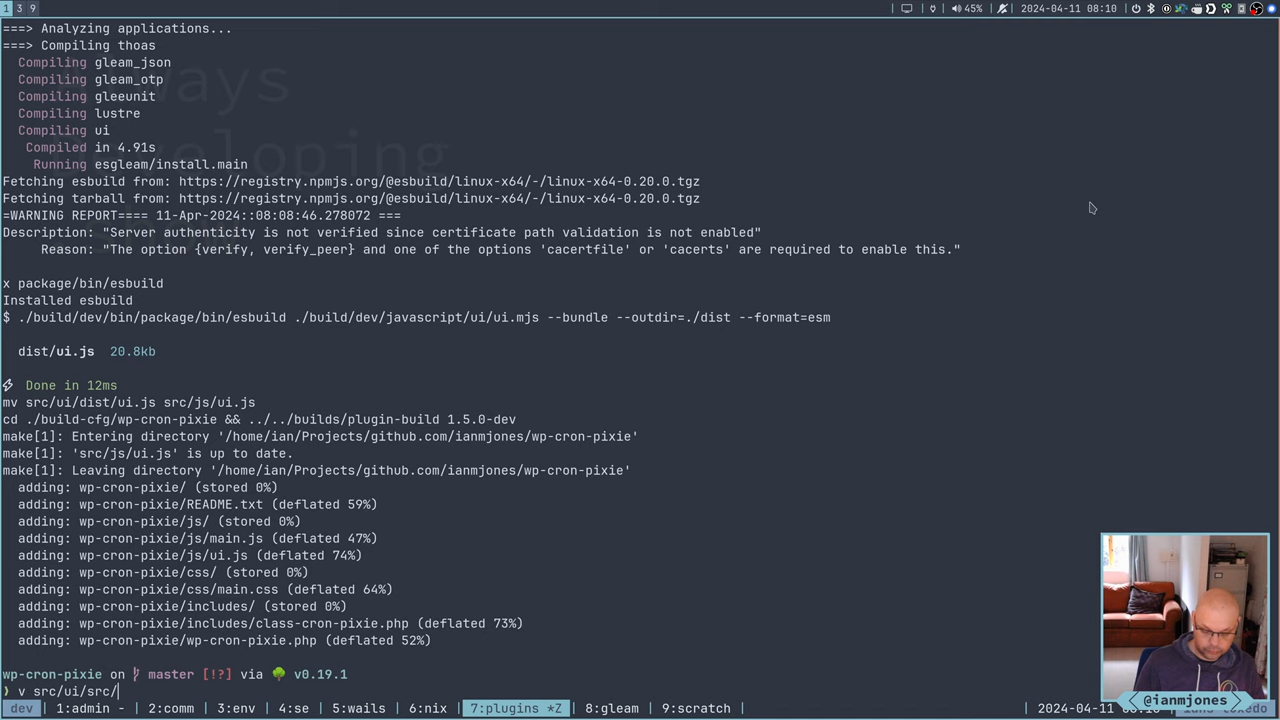 1 3 9 45% 2024-04-11 08:10
===> Analyzing applications...
===> Compiling thoas
Compiling gleam_json
Compiling gleam_otp
Compiling gleeunit
Compiling lustre
Compiling ui
Compiled in 4.91s
Running esgleam/install.main
Fetching esbuild from: https://registry.npmjs.org/@esbuild/linux-x64/-/linux-x64-0.20.0.tgz
Fetching tarball from: https://registry.npmjs.org/@esbuild/linux-x64/-/linux-x64-0.20.0.tgz
=WARNING REPORT==== 11-Apr-2024::08:08:46.278072 ===
Description: "Server authenticity is not verified since certificate path validation is not enabled"
Reason: "The option {verify, verify_peer} and one of the options 'cacertfile' or 'cacerts' are required to enable this."
x package/bin/esbuild
Installed esbuild
$ ./build/dev/bin/package/bin/esbuild ./build/dev/javascript/ui/ui.mjs --bundle --outdir=./dist --format=esm
dist/ui.js 20.8kb
⚡ Done in 12ms
mv src/ui/dist/ui.js src/js/ui.js
cd ./build-cfg/wp-cron-pixie && ../../builds/plugin-build 1.5.0-dev
make[1]: Entering directory '/home/ian/Projects/github.com/ianmjones/wp-cron-pixie'
make[1]: 'src/js/ui.js' is up to date.
make[1]: Leaving directory '/home/ian/Projects/github.com/ianmjones/wp-cron-pixie'
adding: wp-cron-pixie/ (stored 0%)
adding: wp-cron-pixie/README.txt (deflated 59%)
adding: wp-cron-pixie/js/ (stored 0%)
adding: wp-cron-pixie/js/main.js (deflated 47%)
adding: wp-cron-pixie/js/ui.js (deflated 74%)
adding: wp-cron-pixie/css/ (stored 0%)
adding: wp-cron-pixie/css/main.css (deflated 64%)
adding: wp-cron-pixie/includes/ (stored 0%)
adding: wp-cron-pixie/includes/class-cron-pixie.php (deflated 73%)
adding: wp-cron-pixie/wp-cron-pixie.php (deflated 52%)
wp-cron-pixie on master [!?] via 🌳 v0.19.1
❯ v src/ui/src/
@ianmjones
dev 1:admin - 2:comm 3:env 4:se 5:wails 6:nix 7:plugins *Z 8:gleam 9:scratch 2024-04-11